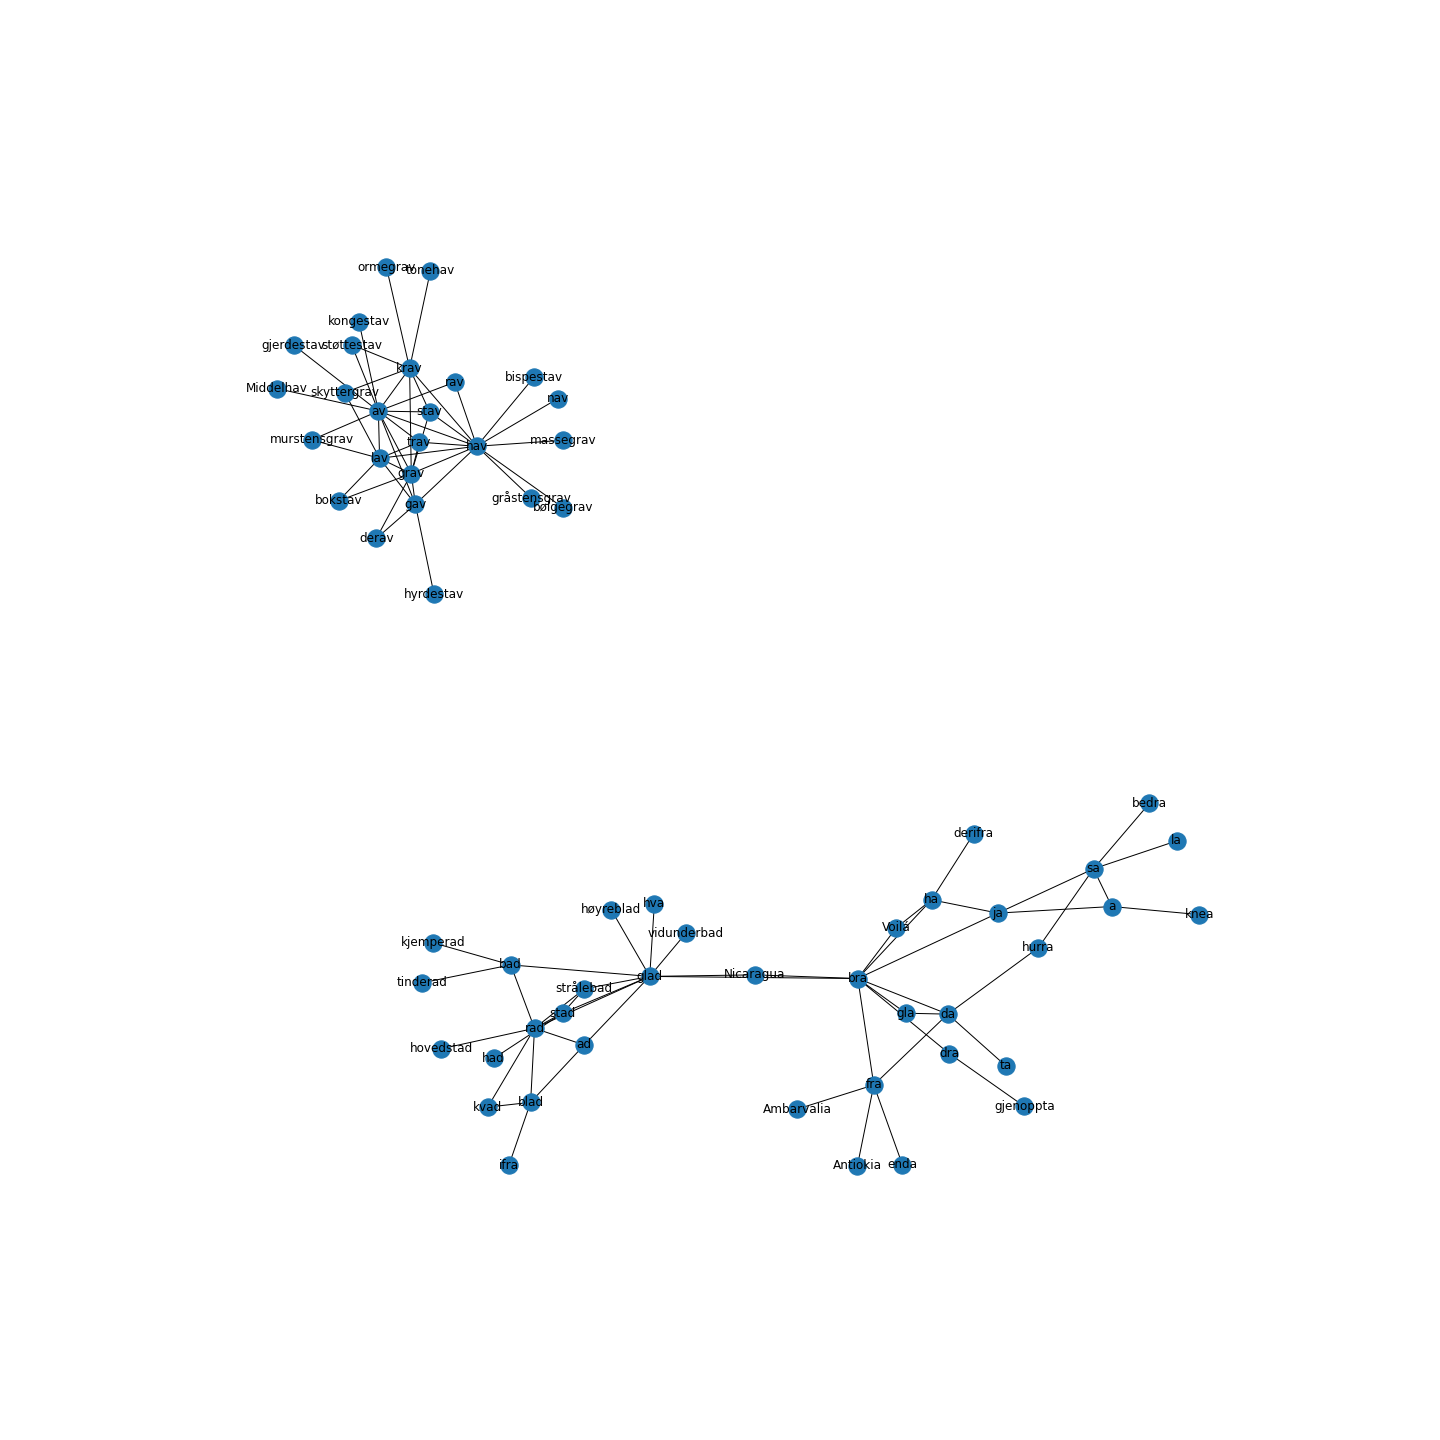 ormegrav
tonehav
kongestav
gjerdestav
støttestav
krav
bispestav
rav
Middelhav
skyttergrav
nav
av
stav
murstensgrav
trav
hav
massegrav
lav
grav
bokstav
gav
gråstensgrav
bølgegrav
derav
hyrdestav
bedra
derifra
la
sa
høyreblad
hva
ha
ja
a
knea
Voilá
vidunderbad
kjemperad
hurra
bad
tinderad
glad
Nicaragua
bra
strålebad
stad
gla
da
rad
hovedstad
had
ad
dra
ta
fra
kvad
blad
Ambarvalia
gjenoppta
ifra
Antiokia
enda